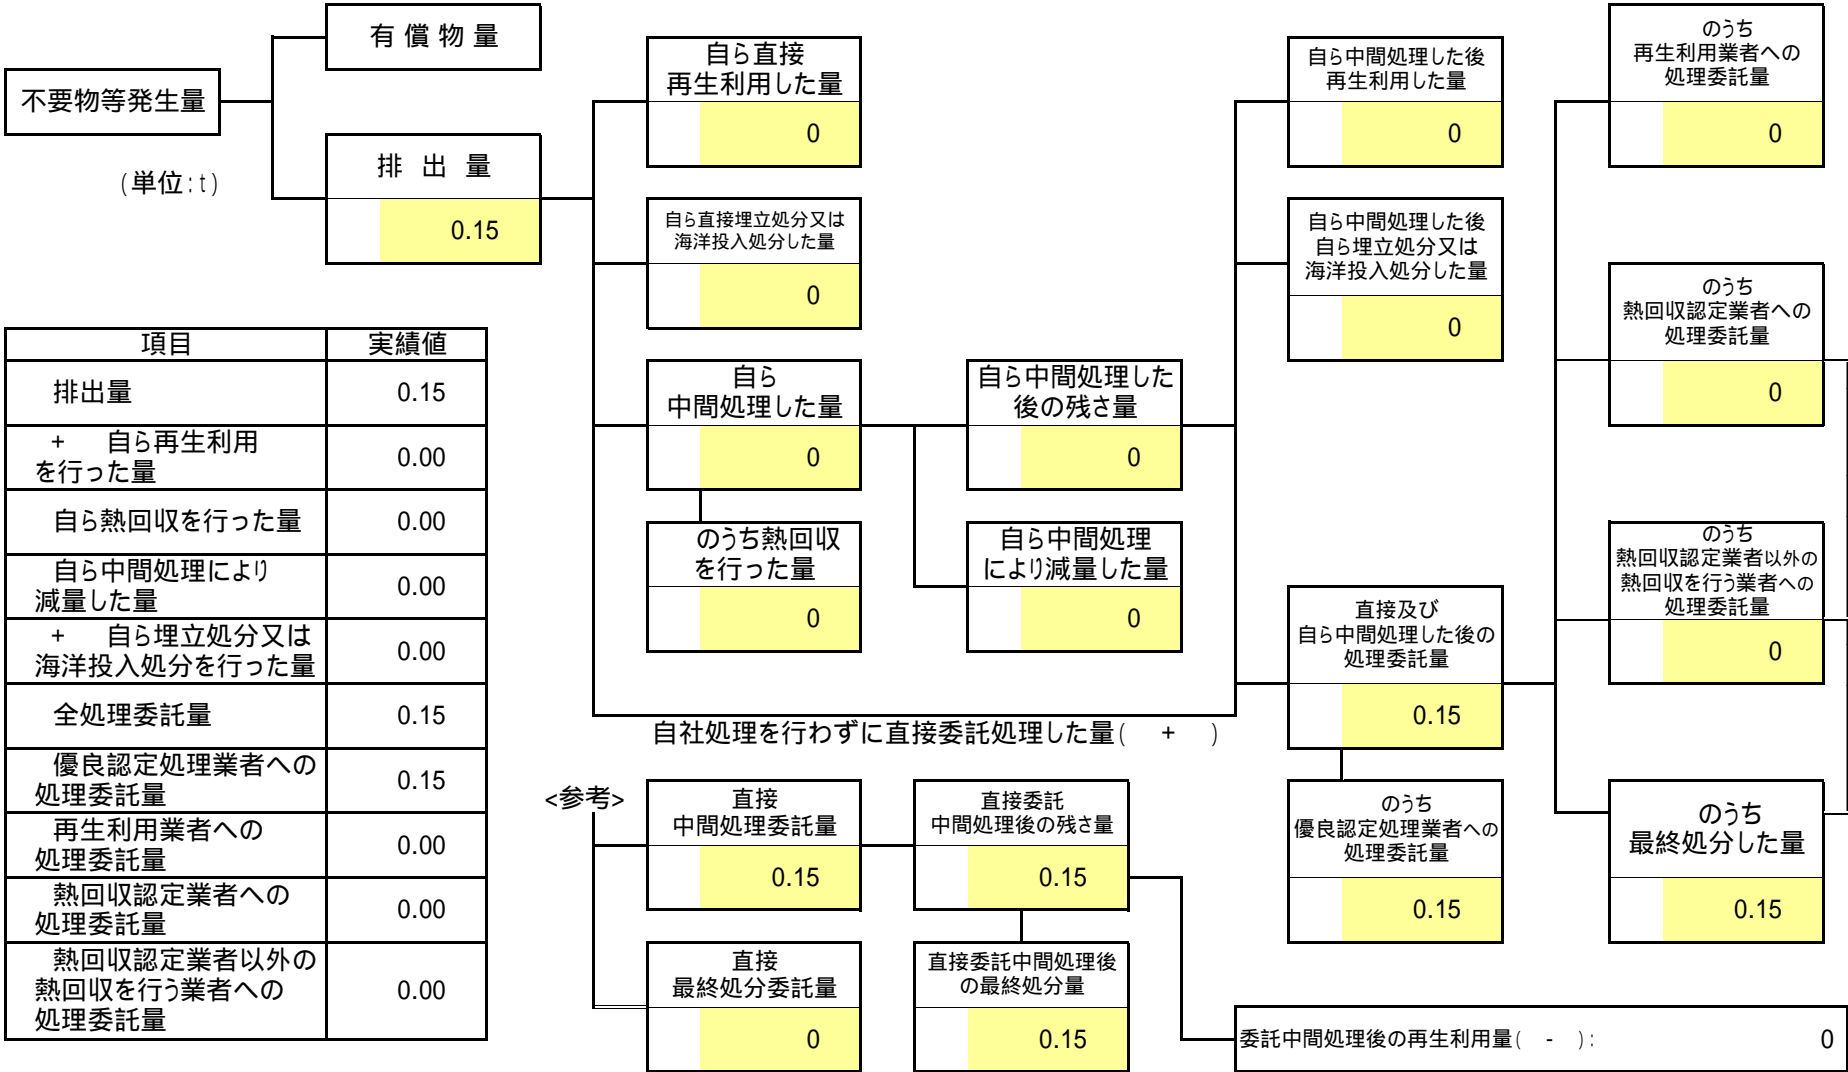 不要物等発生量
(単位:t)
有 償 物 量
排 出 量
0.15
自ら直接
再生利用した量
0
自ら直接埋立処分又は
海洋投入処分した量
0
自ら
中間処理した量
0
のうち熱回収
を行った量
0
自ら中間処理した
後の残さ量
0
自ら中間処理
により減量した量
0
自ら中間処理した後
再生利用した量
0
自ら中間処理した後
自ら埋立処分又は
海洋投入処分した量
0
直接及び
自ら中間処理した後の
処理委託量
0.15
のうち
優良認定処理業者への
処理委託量
0.15
のうち
再生利用業者への
処理委託量
0
のうち
熱回収認定業者への
処理委託量
0
のうち
熱回収認定業者以外の
熱回収を行う業者への
処理委託量
0
のうち
最終処分した量
0.15
自社処理を行わずに直接委託処理した量( + )
項目 実績値
排出量 0.15
+ 自ら再生利用
を行った量 0.00
自ら熱回収を行った量 0.00
自ら中間処理により
減量した量 0.00
+ 自ら埋立処分又は
海洋投入処分を行った量 0.00
全処理委託量 0.15
優良認定処理業者への
処理委託量 0.15
再生利用業者への
処理委託量 0.00
熱回収認定業者への
処理委託量 0.00
熱回収認定業者以外の
熱回収を行う業者への
処理委託量 0.00
<参考>
直接
中間処理委託量
0.15
直接委託
中間処理後の残さ量
0.15
直接
最終処分委託量
0
直接委託中間処理後
の最終処分量
0.15
委託中間処理後の再生利用量( - ): 0